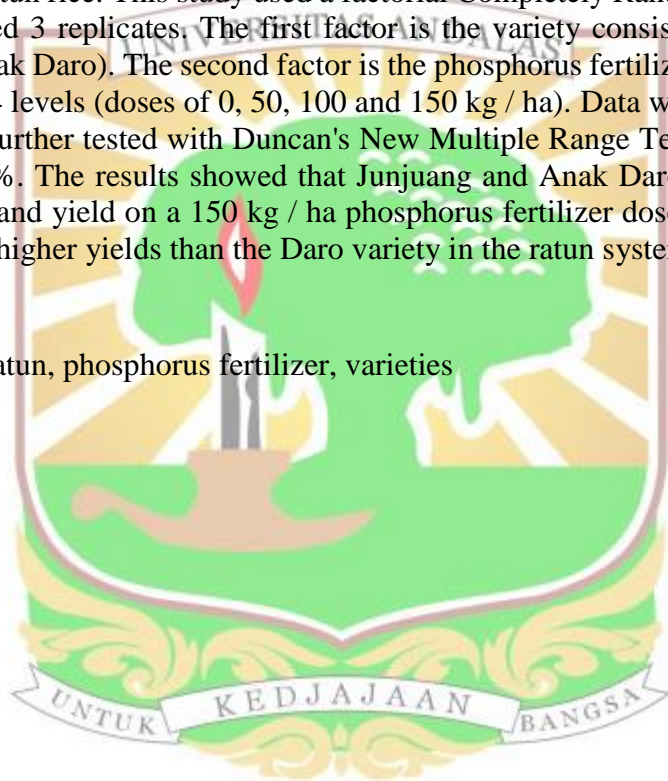 tun rice. This study used a factorial Completely Ran
ed 3 replicates. The first factor is the variety consis
ak Daro). The second factor is the phosphorus fertiliz
levels (doses of 0, 50, 100 and 150 kg / ha). Data w
urther tested with Duncan's New Multiple Range Te
%. The results showed that Junjuang and Anak Dar
and yield on a 150 kg / ha phosphorus fertilizer dose
higher yields than the Daro variety in the ratun system
atun, phosphorus fertilizer, varieties
UNIVERSITAS ANDALAS
UNTUK KEDJAJAAN BANGSA